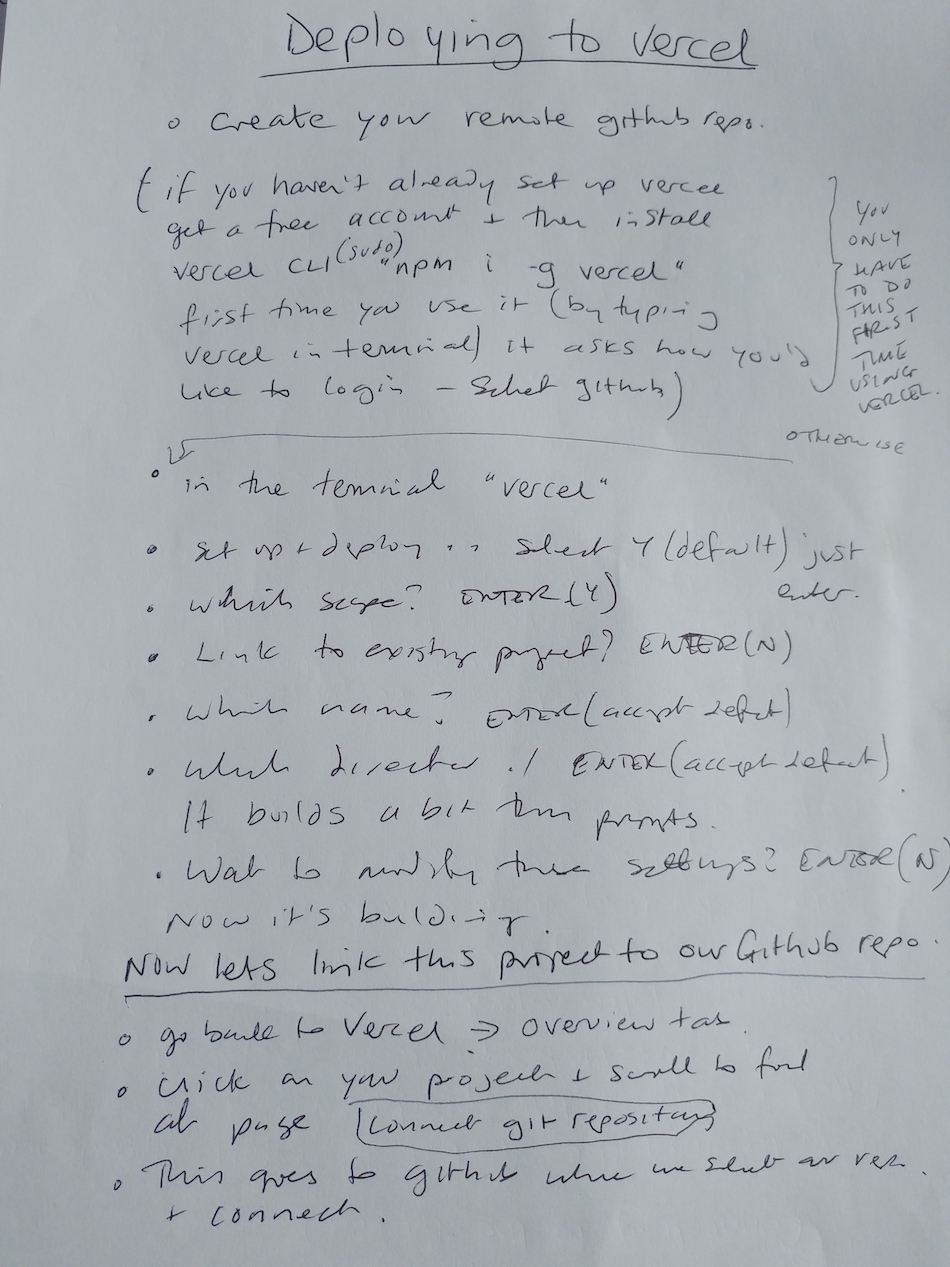 Deploying to Vercel
o Create your remote github repo.
( if you haven't already set up vercel
get a free account + then install
vercel CLI (sudo) "npm i -g vercel"
first time you use it (by typing
vercel in terminal) it asks how you'd
like to login - Select github)
YOU
ONLY
HAVE
TO DO
THIS
FIRST
TIME
USING
VERCEL.
OTHERWISE
• in the terminal "vercel"
• set up + deploy .. select Y (default) just
enter.
• which scope? ENTER (Y)
• Link to existing project? ENTER (N)
• which name? ENTER (accept default)
• which director ./ ENTER (accept default)
It builds a bit then prompts.
• Want to modify these settings? ENTER (N)
Now it's building.
NOW lets link this project to our Github repo.
o go back to Vercel → overview tab.
o Click on your project + scroll to find
at page (connect git repository)
o This goes to github where we select our repo.
+ connect.